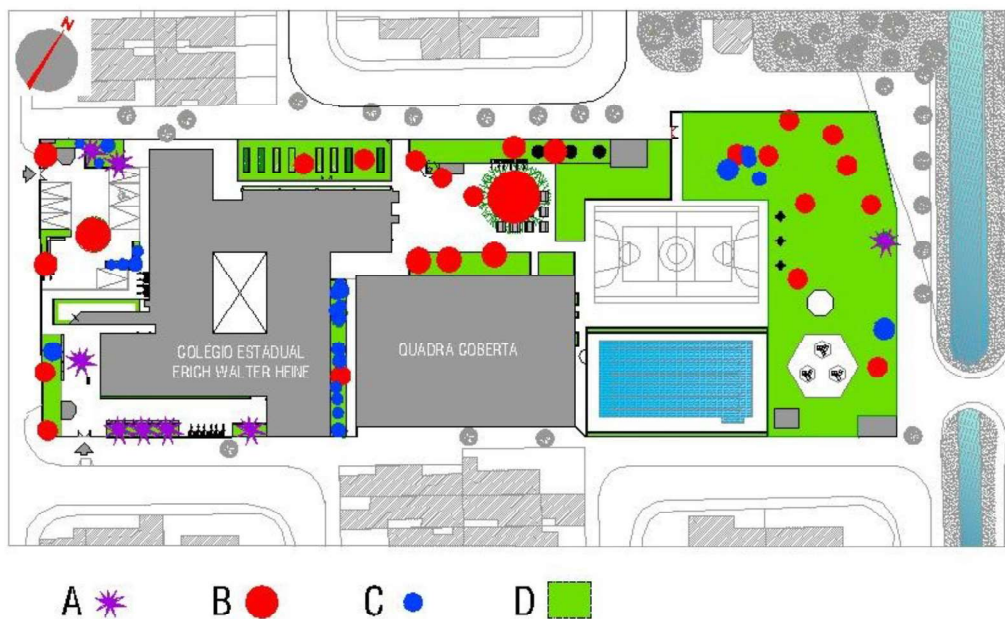 N
COLÉGIO ESTADUAL
ERICH WALTER HEINE
QUADRA COBERTA
A
B
C
D